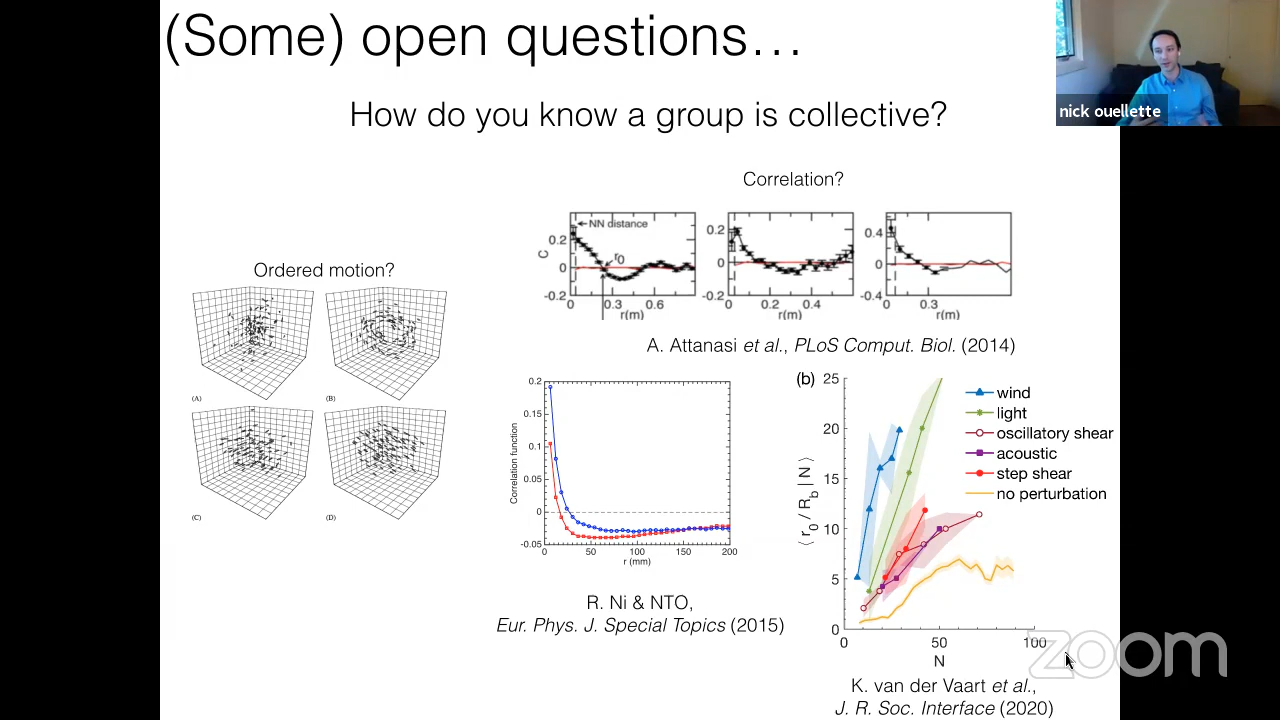 (Some) open questions…
nick ouellette
How do you know a group is collective?
Correlation?
NN distance
r0
C
0.2
0
-0.2
0 0.3 0.6
r(m)
0.2
0
-0.2
0 0.2 0.4
r(m)
0.4
0
-0.4
0 0.3
r(m)
A. Attanasi et al., PLoS Comput. Biol. (2014)
Ordered motion?
(A)
(B)
(C)
(D)
Correlation function
0.2
0.15
0.1
0.05
0
-0.05
0 50 100 150 200
r (mm)
R. Ni & NTO,
Eur. Phys. J. Special Topics (2015)
(b)
⟨ r0 / Rb | N ⟩
25
20
15
10
5
0
0 50 100
N
wind
light
oscillatory shear
acoustic
step shear
no perturbation
K. van der Vaart et al.,
J. R. Soc. Interface (2020)
zoom